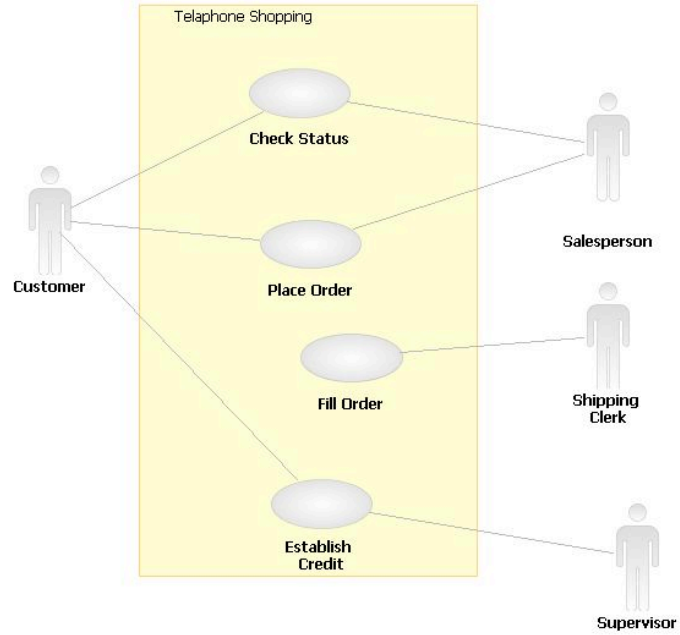 Telaphone Shopping
Check Status
Salesperson
Customer
Place Order
Fill Order
Shipping
Clerk
Establish
Credit
Supervisor